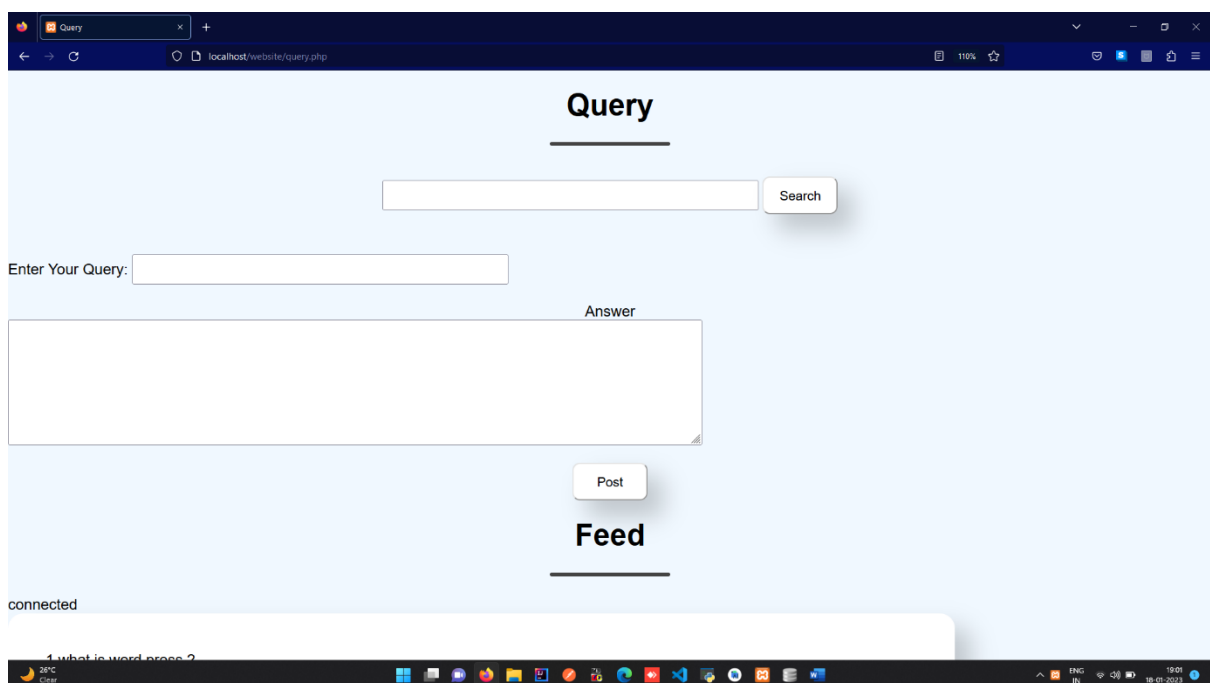 Query
localhost/website/query.php
110%
Query
Search
Enter Your Query:
Answer
Post
Feed
connected
1.what is word press ?
26°C
Clear
ENG
IN
19:01
18-01-2023